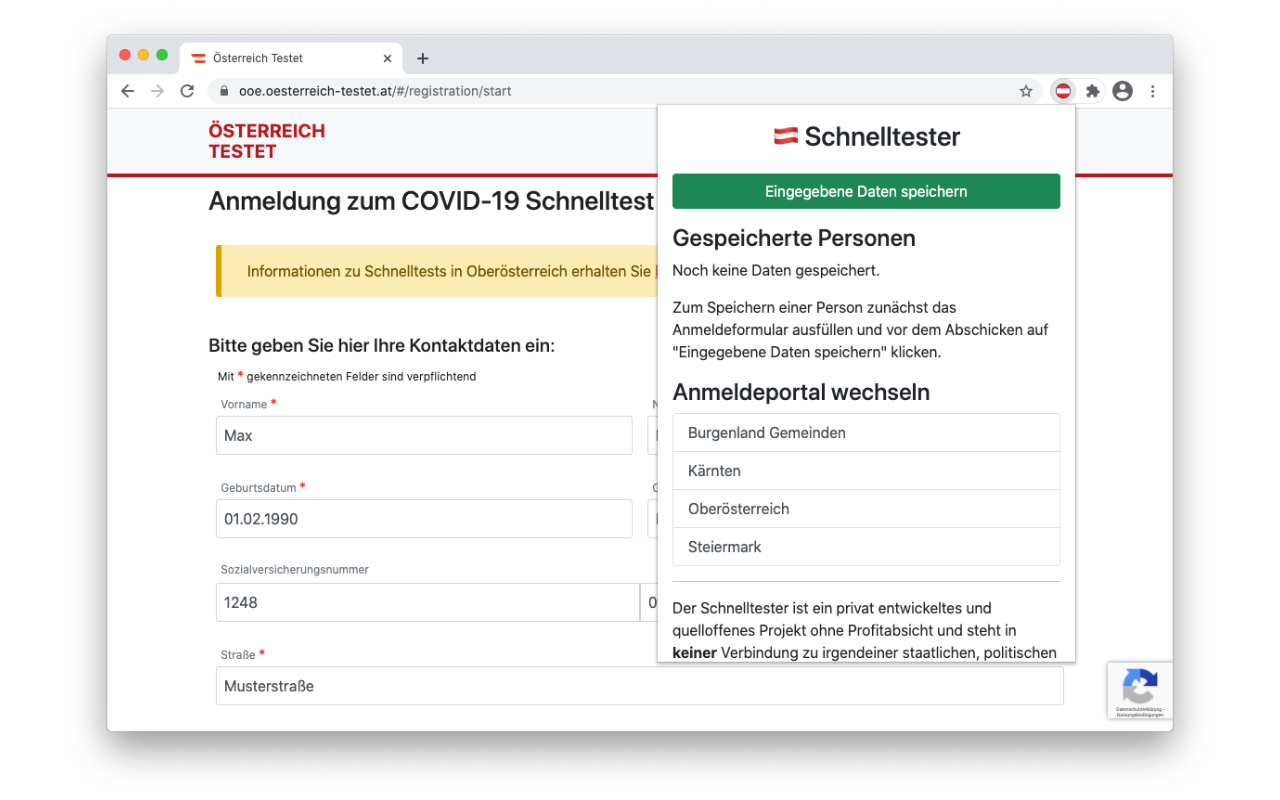 Österreich Testet
ooe.oesterreich-testet.at/#/registration/start
ÖSTERREICH
TESTET
Anmeldung zum COVID-19 Schnelltest
Informationen zu Schnelltests in Oberösterreich erhalten Sie
Bitte geben Sie hier Ihre Kontaktdaten ein:
Mit * gekennzeichneten Felder sind verpflichtend
Vorname *
Max
Geburtsdatum *
01.02.1990
Sozialversicherungsnummer
1248
0
Straße *
Musterstraße
Schnelltester
Eingegebene Daten speichern
Gespeicherte Personen
Noch keine Daten gespeichert.
Zum Speichern einer Person zunächst das
Anmeldeformular ausfüllen und vor dem Abschicken auf
"Eingegebene Daten speichern" klicken.
Anmeldeportal wechseln
Burgenland Gemeinden
Kärnten
Oberösterreich
Steiermark
Der Schnelltester ist ein privat entwickeltes und
quelloffenes Projekt ohne Profitabsicht und steht in
keiner Verbindung zu irgendeiner staatlichen, politischen
Datenschutzerklärung -
Nutzungsbedingungen